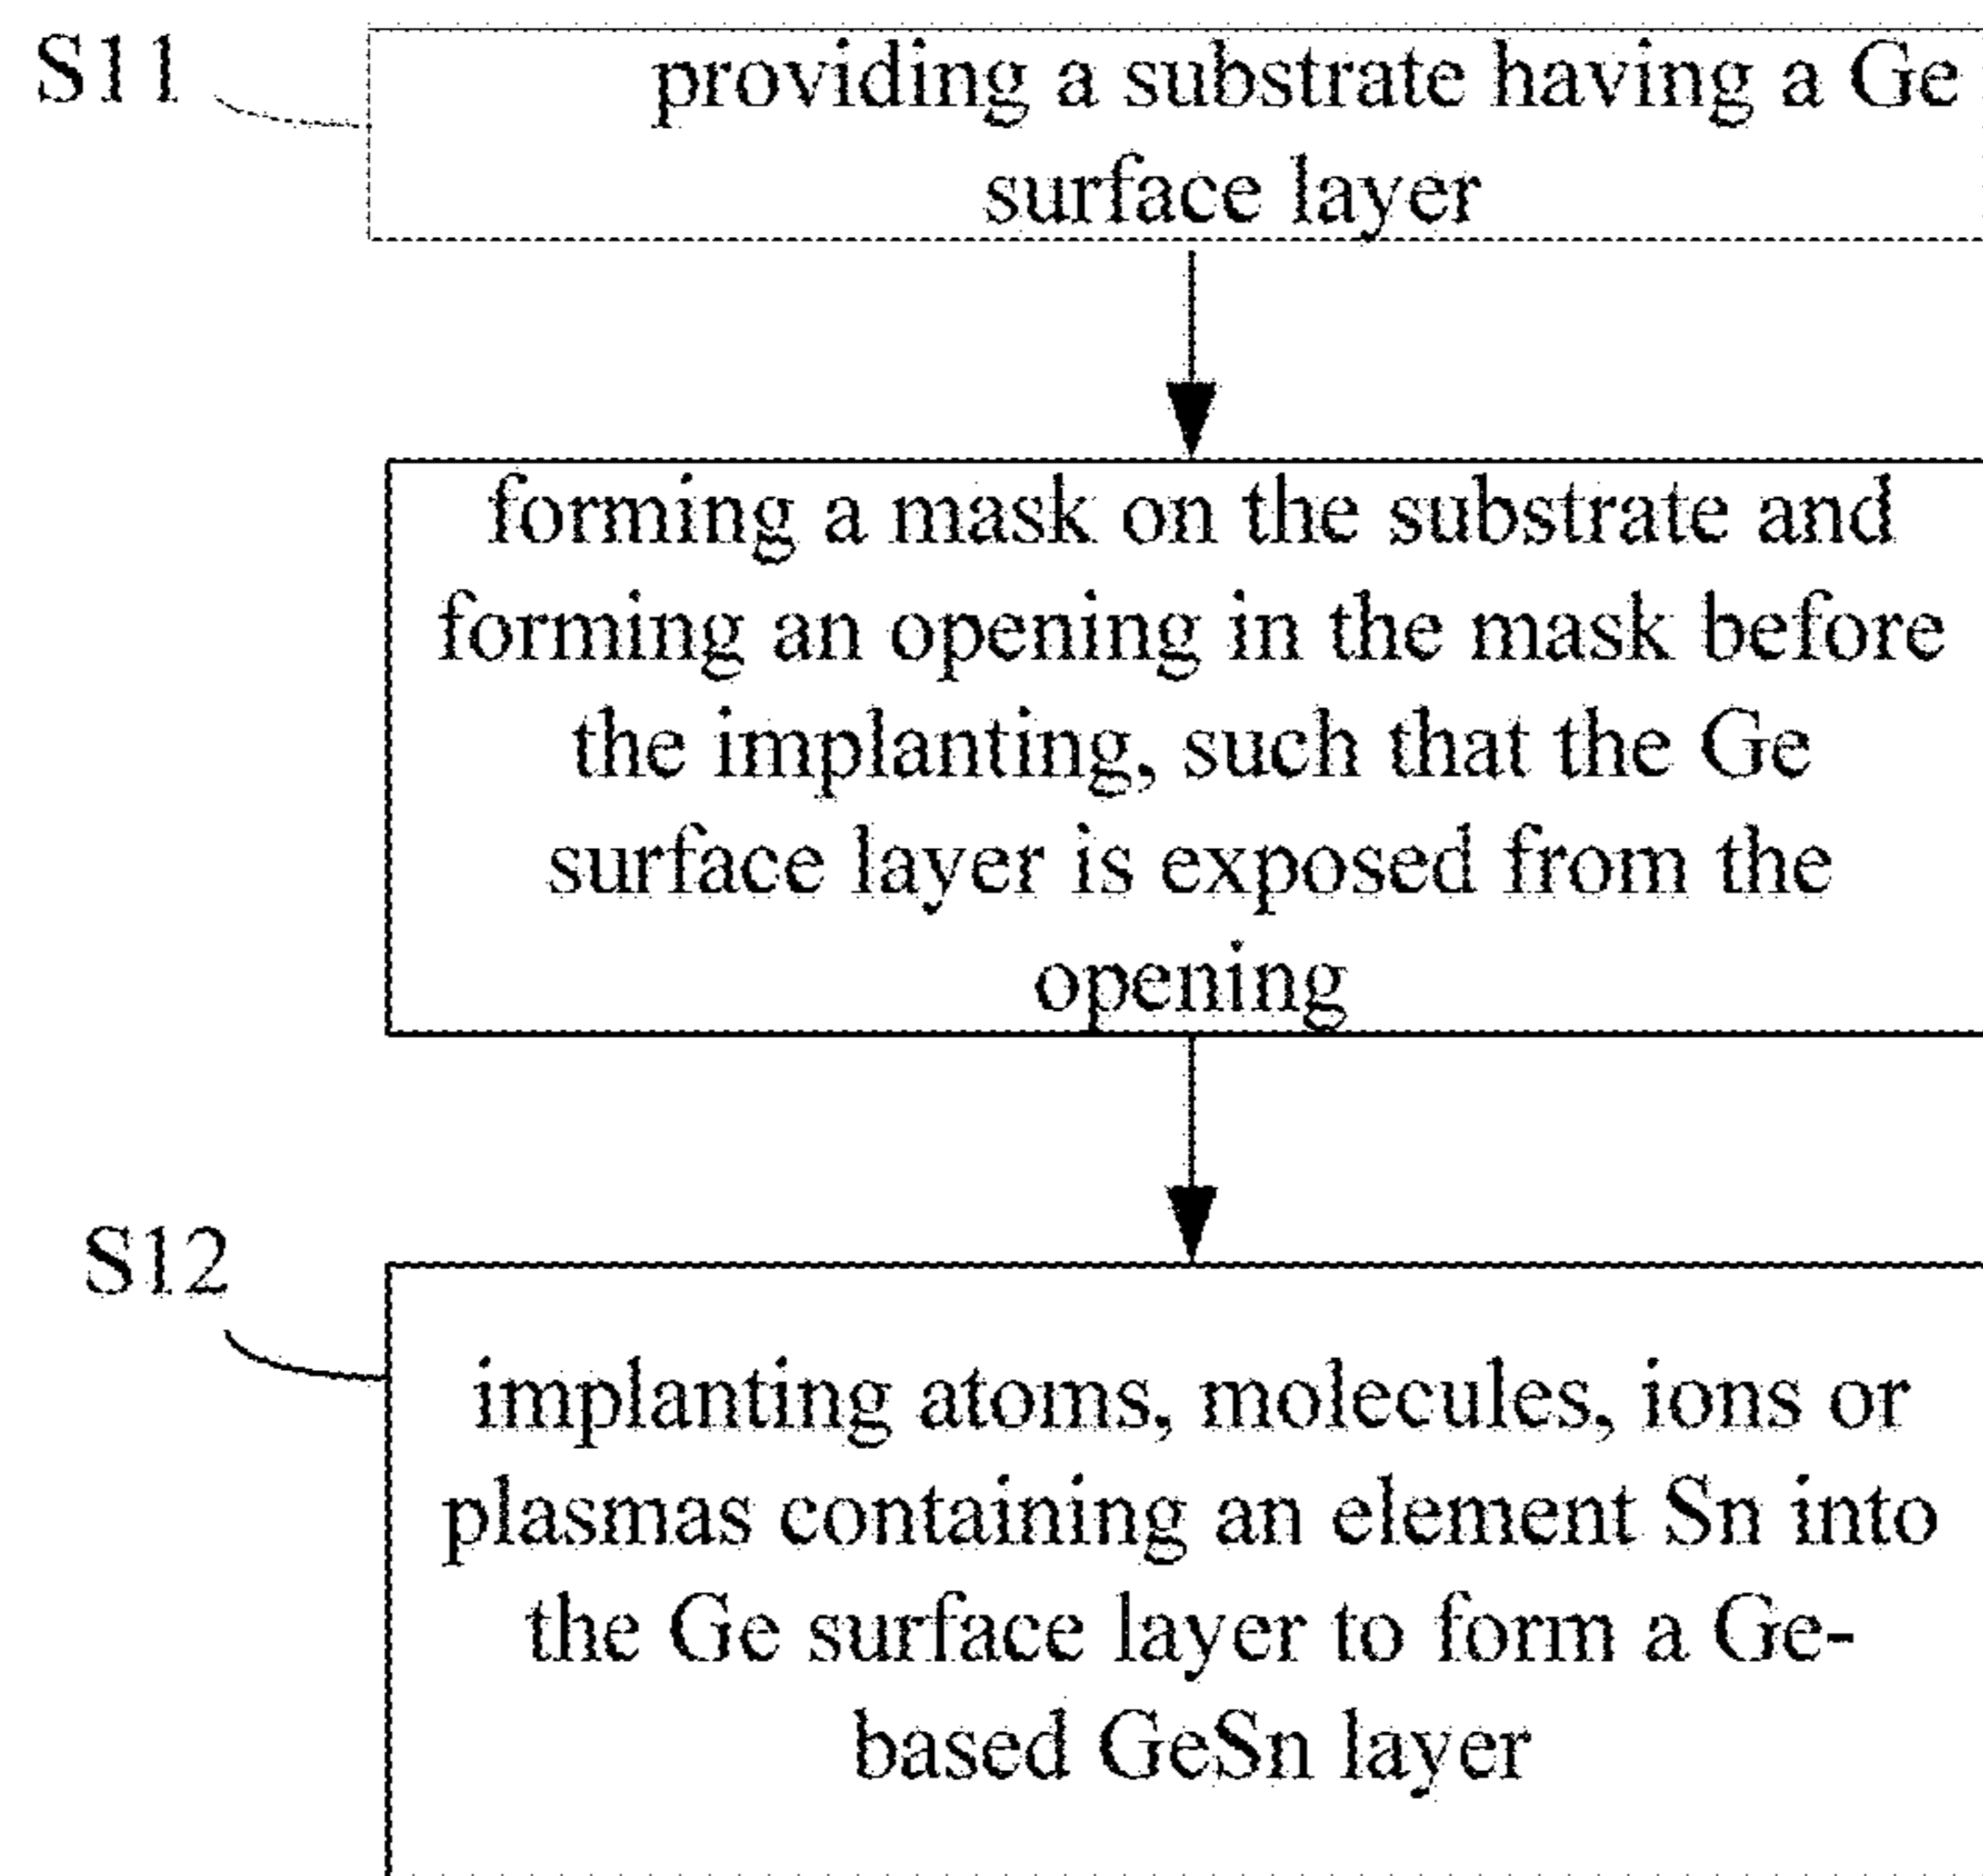 S11
providing a substrate having a Ge
surface layer
forming a mask on the substrate and
forming an opening in the mask before
the implanting, such that the Ge
surface layer is exposed from the
opening
S12
implanting atoms, molecules, ions or
plasmas containing an element Sn into
the Ge surface layer to form a Ge-
based GeSn layer